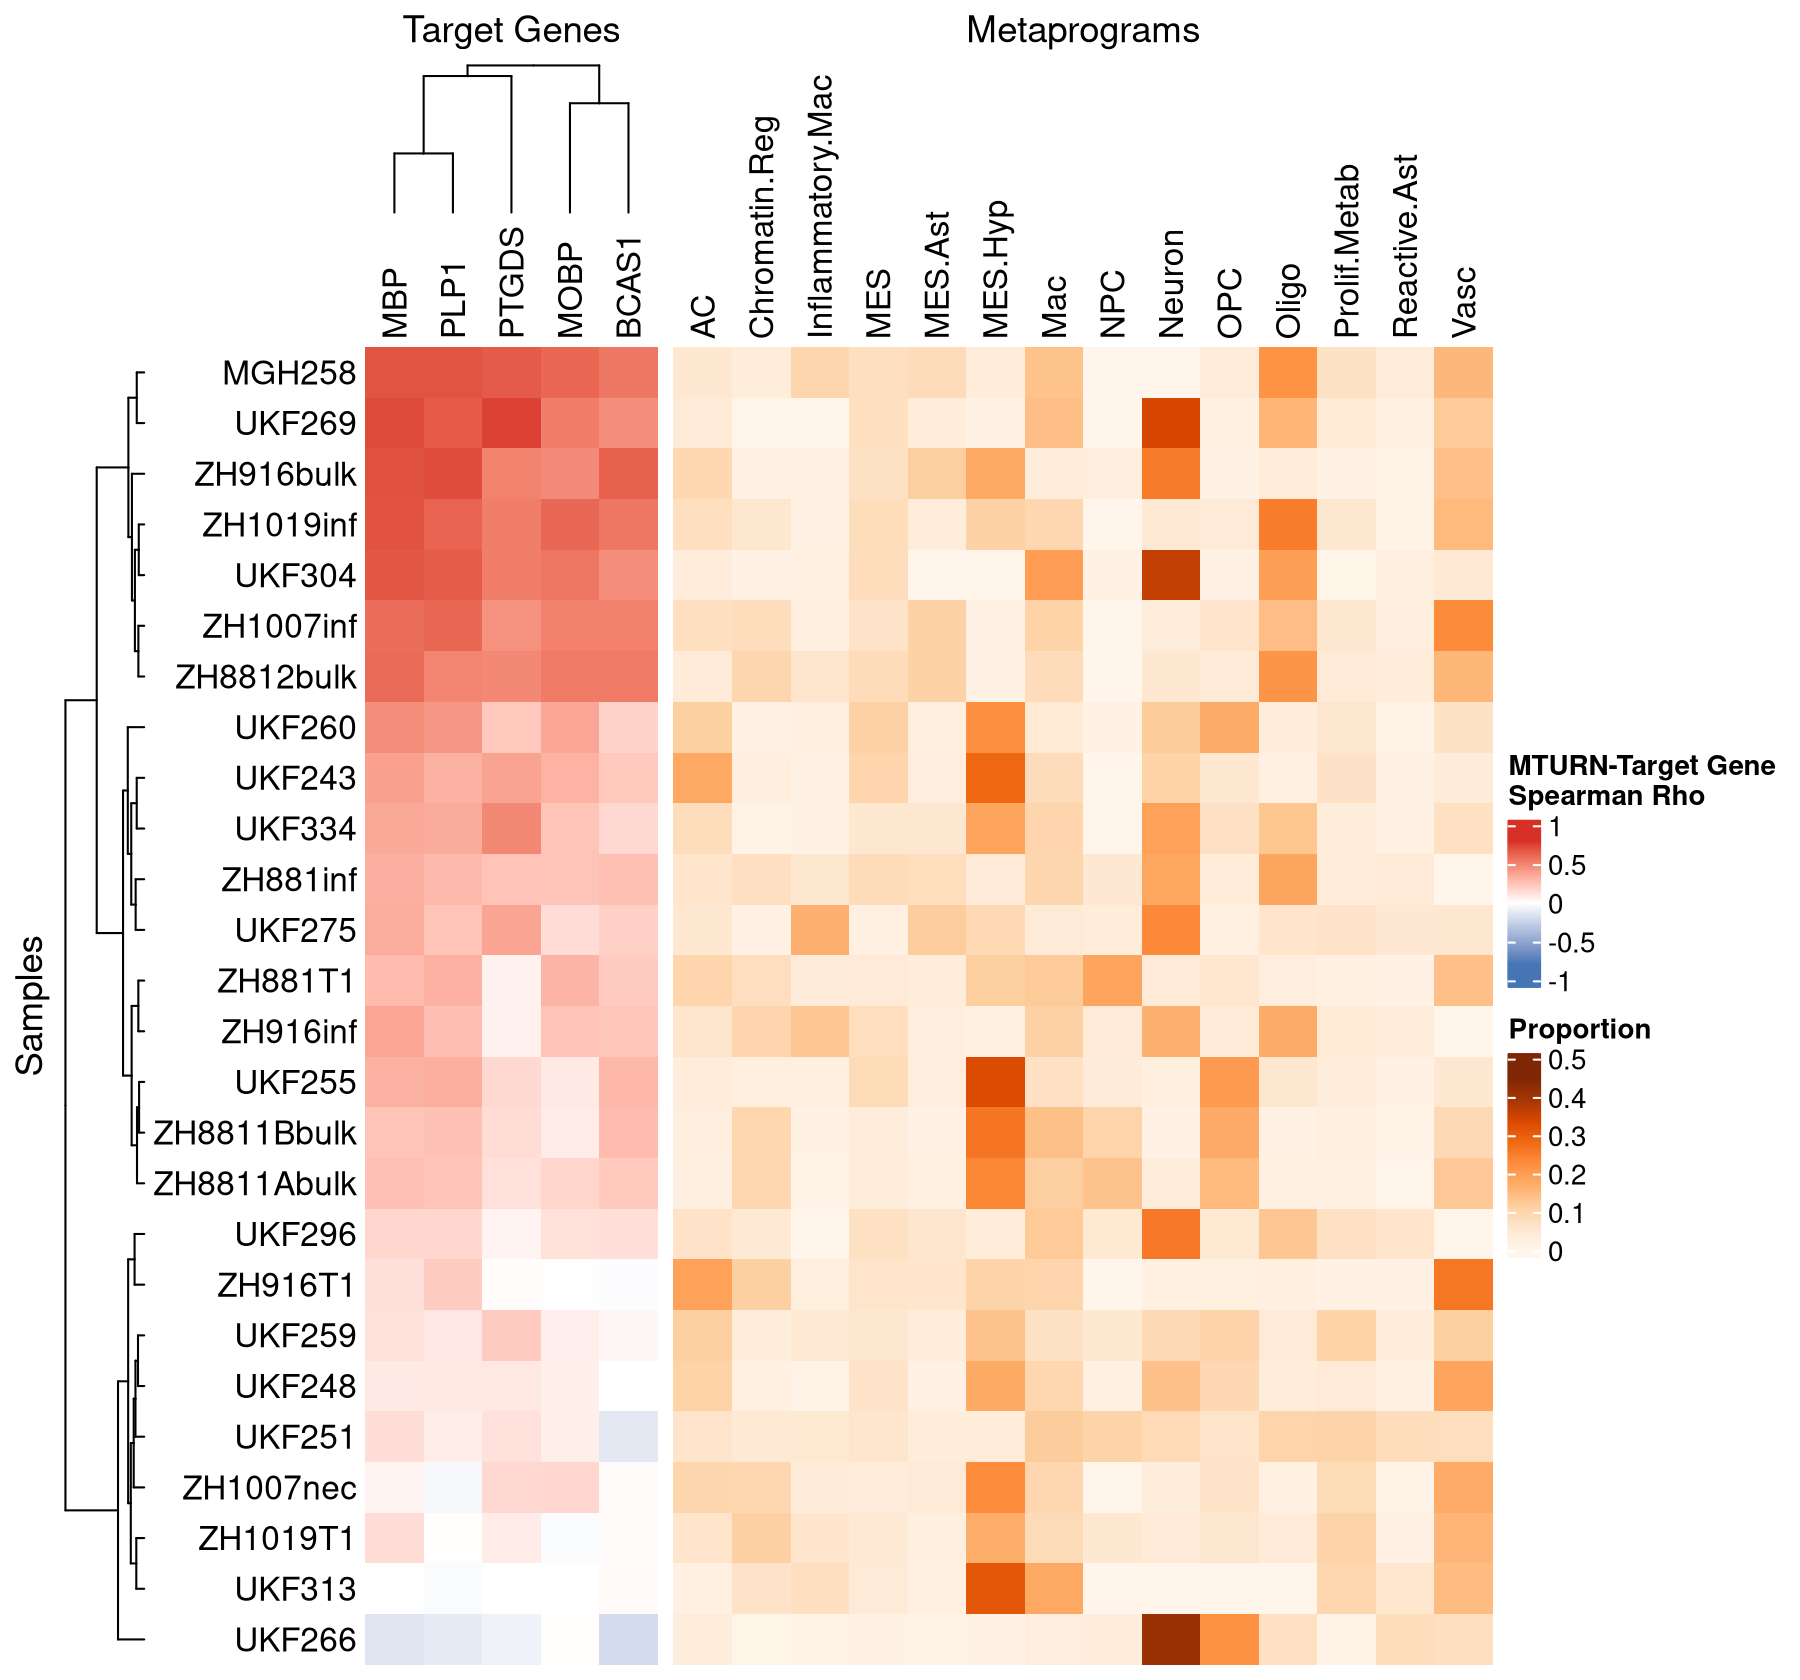 Target Genes
Metaprograms
MBP
PLP1
PTGDS
MOBP
BCAS1
AC
Chromatin.Reg
Inflammatory.Mac
MES
MES.Ast
MES.Hyp
Mac
NPC
Neuron
OPC
Oligo
Prolif.Metab
Reactive.Ast
Vasc
Samples
MGH258
UKF269
ZH916bulk
ZH1019inf
UKF304
ZH1007inf
ZH8812bulk
UKF260
UKF243
UKF334
ZH881inf
UKF275
ZH881T1
ZH916inf
UKF255
ZH8811Bbulk
ZH8811Abulk
UKF296
ZH916T1
UKF259
UKF248
UKF251
ZH1007nec
ZH1019T1
UKF313
UKF266
MTURN-Target Gene
Spearman Rho
1
0.5
0
-0.5
-1
Proportion
0.5
0.4
0.3
0.2
0.1
0